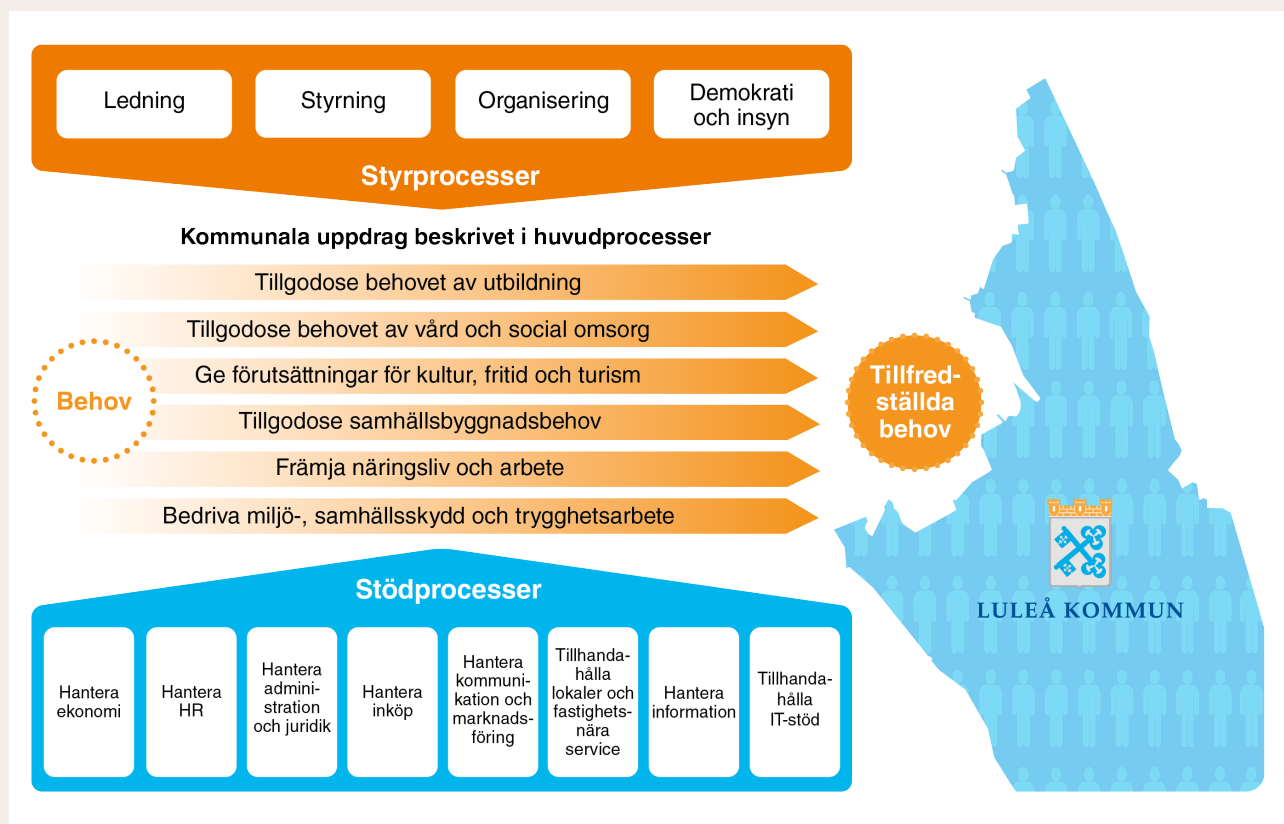 Ledning
Styrning
Organisering
Demokrati
och insyn
Styrprocesser
Kommunala uppdrag beskrivet i huvudprocesser
Tillgodose behovet av utbildning
Tillgodose behovet av vård och social omsorg
Ge förutsättningar för kultur, fritid och turism
Tillgodose samhällsbyggnadsbehov
Främja näringsliv och arbete
Bedriva miljö-, samhällsskydd och trygghetsarbete
Behov
Tillfred-
ställda
behov
LULEÅ KOMMUN
Stödprocesser
Hantera
ekonomi
Hantera
HR
Hantera
admini-
stration
och juridik
Hantera
inköp
Hantera
kommuni-
kation och
marknads-
föring
Tillhanda-
hålla
lokaler och
fastighets-
nära
service
Hantera
information
Tillhanda-
hålla
IT-stöd